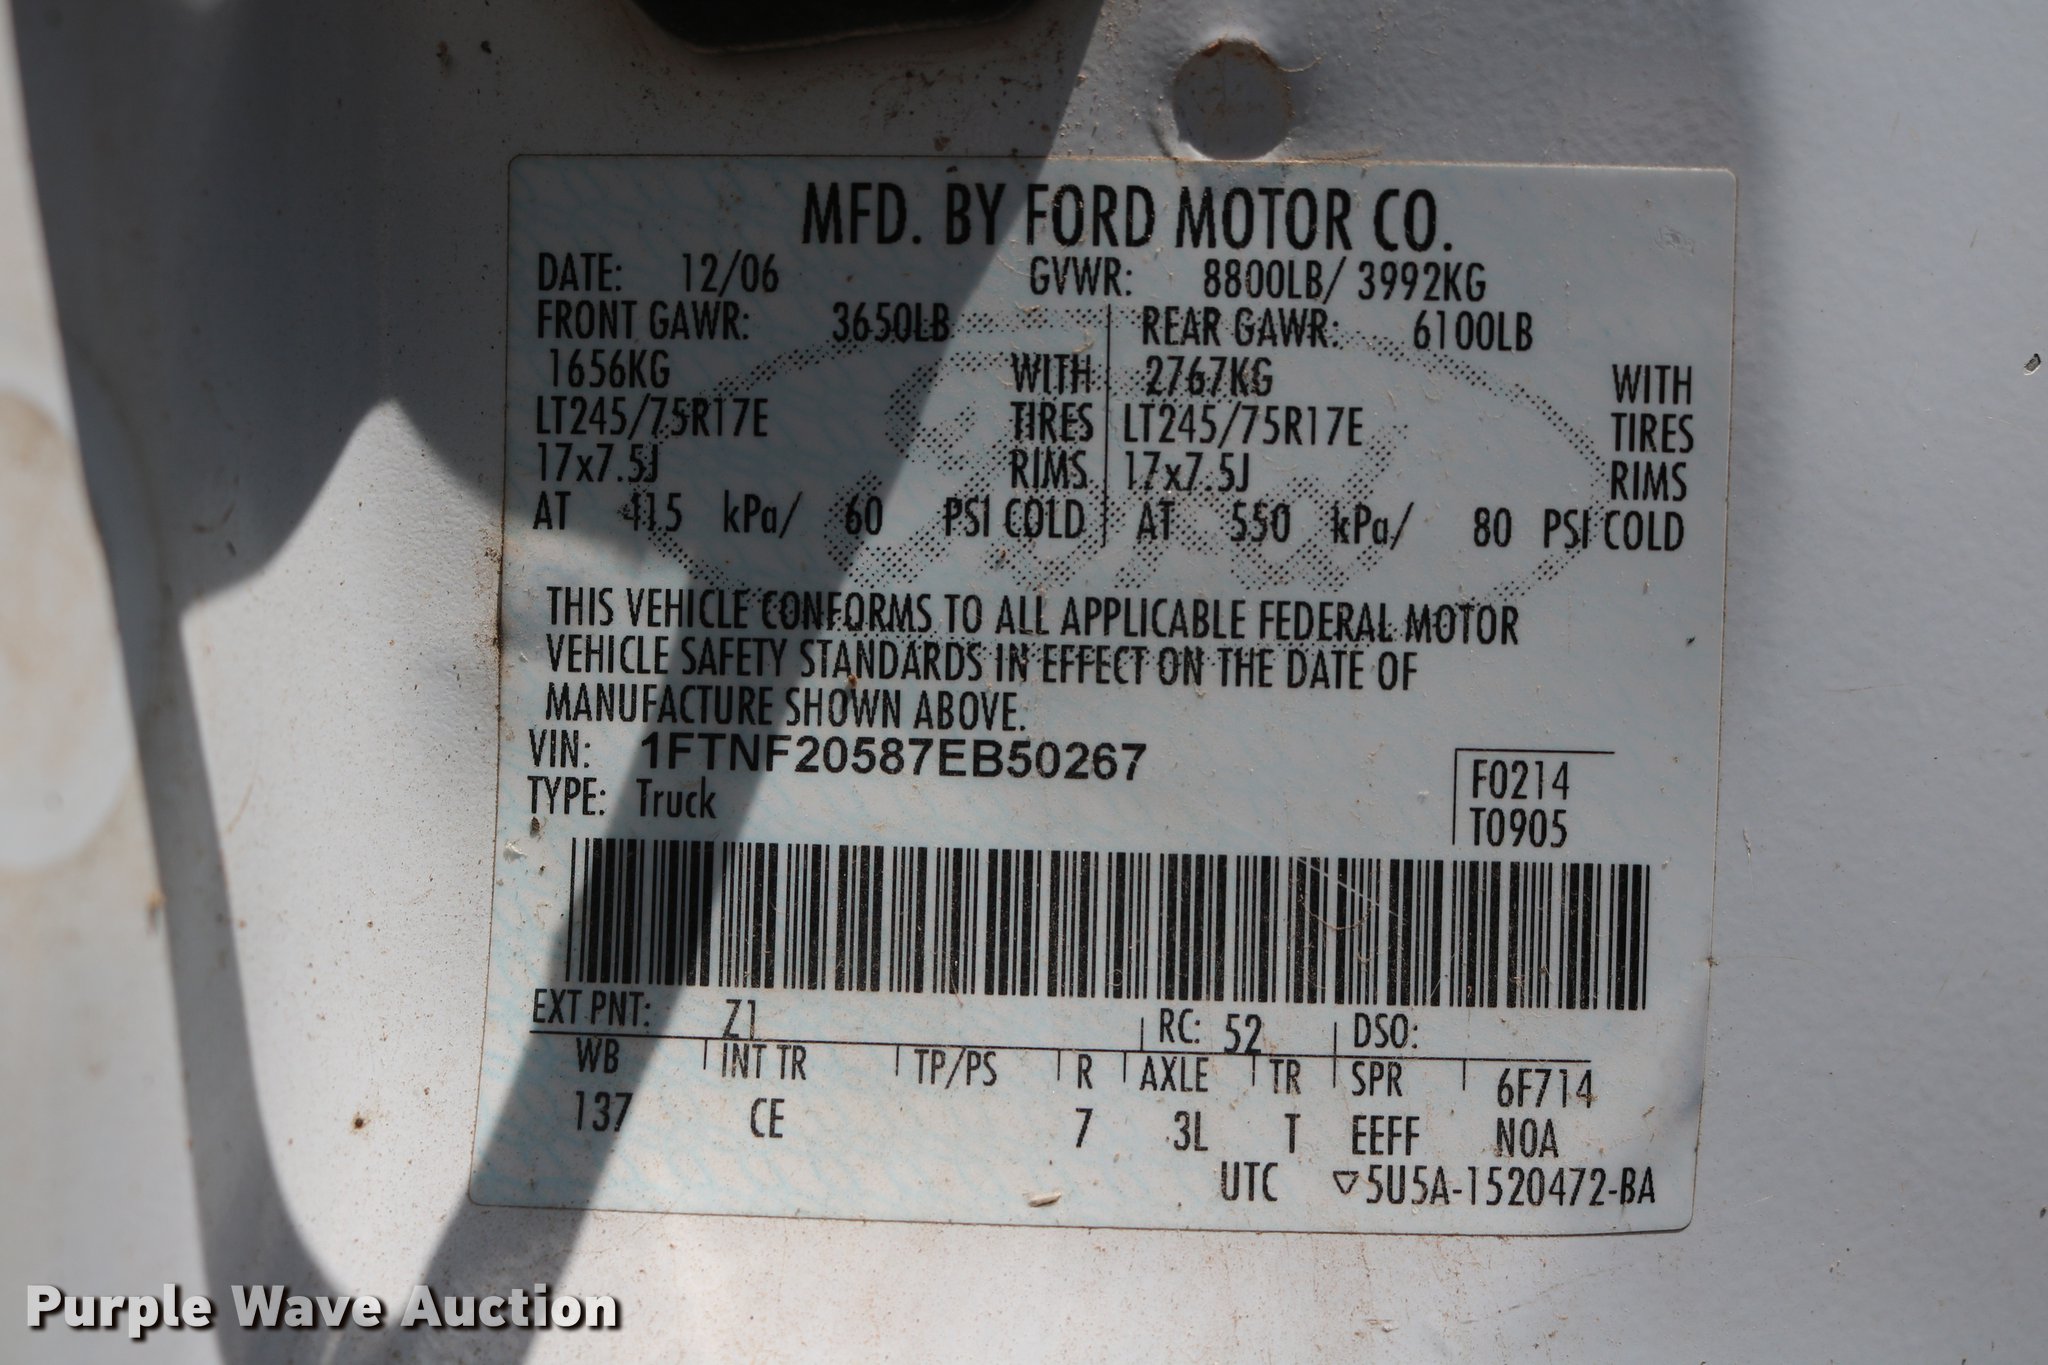 MFD. BY FORD MOTOR CO.
DATE: 12/06 GVWR: 8800LB/ 3992KG
FRONT GAWR: 3650LB REAR GAWR: 6100LB
1656KG WITH 2767KG WITH
LT245/75R17E TIRES LT245/75R17E TIRES
17x7.5J RIMS 17x7.5J RIMS
AT 415 kPa/ 60 PSI COLD AT 550 kPa/ 80 PSI COLD
THIS VEHICLE CONFORMS TO ALL APPLICABLE FEDERAL MOTOR
VEHICLE SAFETY STANDARDS IN EFFECT ON THE DATE OF
MANUFACTURE SHOWN ABOVE.
VIN: 1FTNF20587EB50267
TYPE: Truck
F0214
T0905
EXT PNT: Z1 RC: 52 DSO:
WB INT TR TP/PS R AXLE TR SPR 6F714
137 CE 7 3L T EEFF NOA
UTC ▽5U5A-1520472-BA
Purple Wave Auction